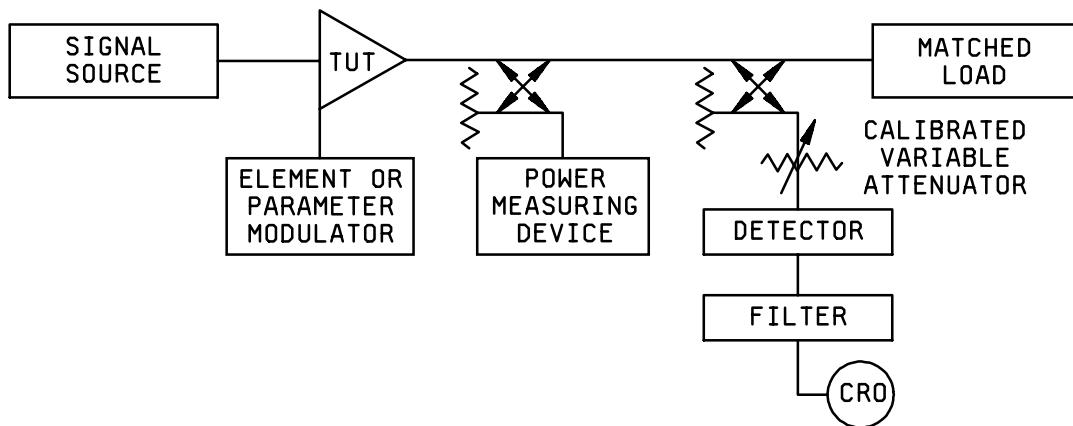 SIGNAL
SOURCE
TUT
MATCHED
LOAD
CALIBRATED
VARIABLE
ATTENUATOR
ELEMENT OR
PARAMETER
MODULATOR
POWER
MEASURING
DEVICE
DETECTOR
FILTER
CRO